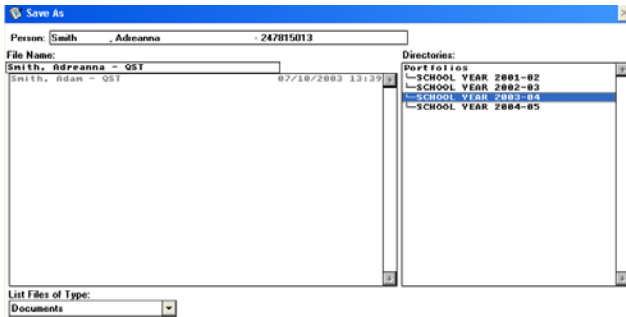 Save As
Person: Smith , Adreanna - 247815013
File Name:
Smith, Adreanna - QST
Smith, Adam - QST 07/10/2003 13:39
Directories:
Portfolios
SCHOOL YEAR 2001-02
SCHOOL YEAR 2002-03
SCHOOL YEAR 2003-04
SCHOOL YEAR 2004-05
List Files of Type:
Documents